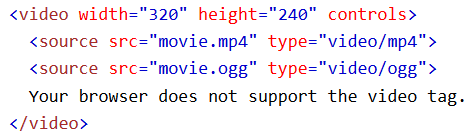 <video width="320" height="240" controls>
  <source src="movie.mp4" type="video/mp4">
  <source src="movie.ogg" type="video/ogg">
  Your browser does not support the video tag.
</video>